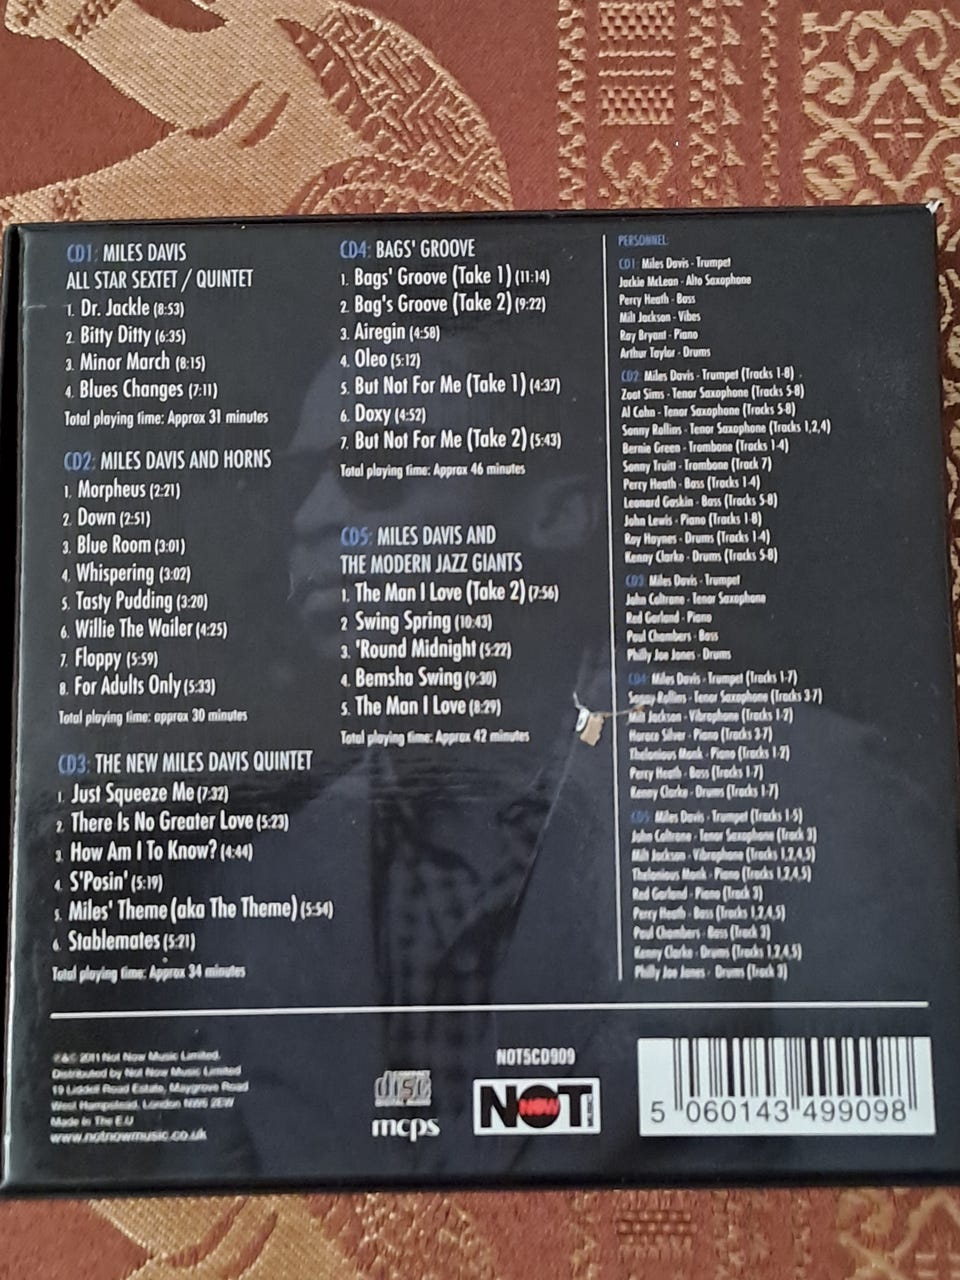 CD1: MILES DAVIS
ALL STAR SEXTET / QUINTET
1. Dr. Jackle (8:53)
2. Bitty Ditty (6:35)
3. Minor March (8:15)
4. Blues Changes (7:11)
Total playing time: Approx 31 minutes
CD2: MILES DAVIS AND HORNS
1. Morpheus (2:21)
2. Down (2:51)
3. Blue Room (3:01)
4. Whispering (3:02)
5. Tasty Pudding (3:20)
6. Willie The Wailer (4:25)
7. Floppy (5:59)
8. For Adults Only (5:33)
Total playing time: approx 30 minutes
CD3: THE NEW MILES DAVIS QUINTET
1. Just Squeeze Me (7:32)
2. There Is No Greater Love (5:23)
3. How Am I To Know? (4:44)
4. S'Posin' (5:19)
5. Miles' Theme (aka The Theme) (5:54)
6. Stablemates (5:21)
Total playing time: Approx 34 minutes
CD4: BAGS' GROOVE
1. Bags' Groove (Take 1) (11:14)
2. Bag's Groove (Take 2) (9:22)
3. Airegin (4:58)
4. Oleo (5:12)
5. But Not For Me (Take 1) (4:37)
6. Doxy (4:52)
7. But Not For Me (Take 2) (5:43)
Total playing time: Approx 46 minutes
CD5: MILES DAVIS AND
THE MODERN JAZZ GIANTS
1. The Man I Love (Take 2) (7:56)
2 Swing Spring (10:43)
3. 'Round Midnight (5:22)
4. Bemsha Swing (9:30)
5. The Man I Love (8:29)
Total playing time: Approx 42 minutes
PERSONNEL:
CD1: Miles Davis - Trumpet
Jackie McLean - Alto Saxophone
Percy Heath - Bass
Milt Jackson - Vibes
Ray Bryant - Piano
Arthur Taylor - Drums
CD2: Miles Davis - Trumpet (Tracks 1-8)
Zoot Sims - Tenor Saxophone (Tracks 5-8)
Al Cohn - Tenor Saxophone (Tracks 5-8)
Sonny Rollins - Tenor Saxophone (Tracks 1,2,4)
Bernie Green - Trombone (Tracks 1-4)
Sonny Truitt - Trombone (Track 7)
Percy Heath - Bass (Tracks 1-4)
Leonard Gaskin - Bass (Tracks 5-8)
John Lewis - Piano (Tracks 1-8)
Roy Haynes - Drums (Tracks 1-4)
Kenny Clarke - Drums (Tracks 5-8)
CD3 Miles Davis - Trumpet
John Coltrane - Tenor Saxophone
Red Garland - Piano
Paul Chambers - Bass
Philly Joe Jones - Drums
CD4: Miles Davis - Trumpet (Tracks 1-7)
Sonny Rollins - Tenor Saxophone (Tracks 3-7)
Milt Jackson - Vibraphone (Tracks 1-2)
Horace Silver - Piano (Tracks 3-7)
Thelonious Monk - Piano (Tracks 1-2)
Percy Heath - Bass (Tracks 1-7)
Kenny Clarke - Drums (Tracks 1-7)
CD5: Miles Davis - Trumpet (Tracks 1-5)
John Coltrane - Tenor Saxophone (Track 3)
Milt Jackson - Vibraphone (Tracks 1,2,4,5)
Thelonious Monk - Piano (Tracks 1,2,4,5)
Red Garland - Piano (Track 3)
Percy Heath - Bass (Tracks 1,2,4,5)
Paul Chambers - Bass (Track 3)
Kenny Clarke - Drums (Tracks 1,2,4,5)
Philly Joe Jones - Drums (Track 3)
P&C 2011 Not Now Music Limited.
Distributed by Not Now Music Limited
19 Liddell Road Estate, Maygrove Road
West Hampstead, London NW6 2EW
Made In The E.U
www.notnowmusic.co.uk
COMPACT
disc
DIGITAL AUDIO
mcps
NOT5CD909
NOT
NOW
5 060143 499098